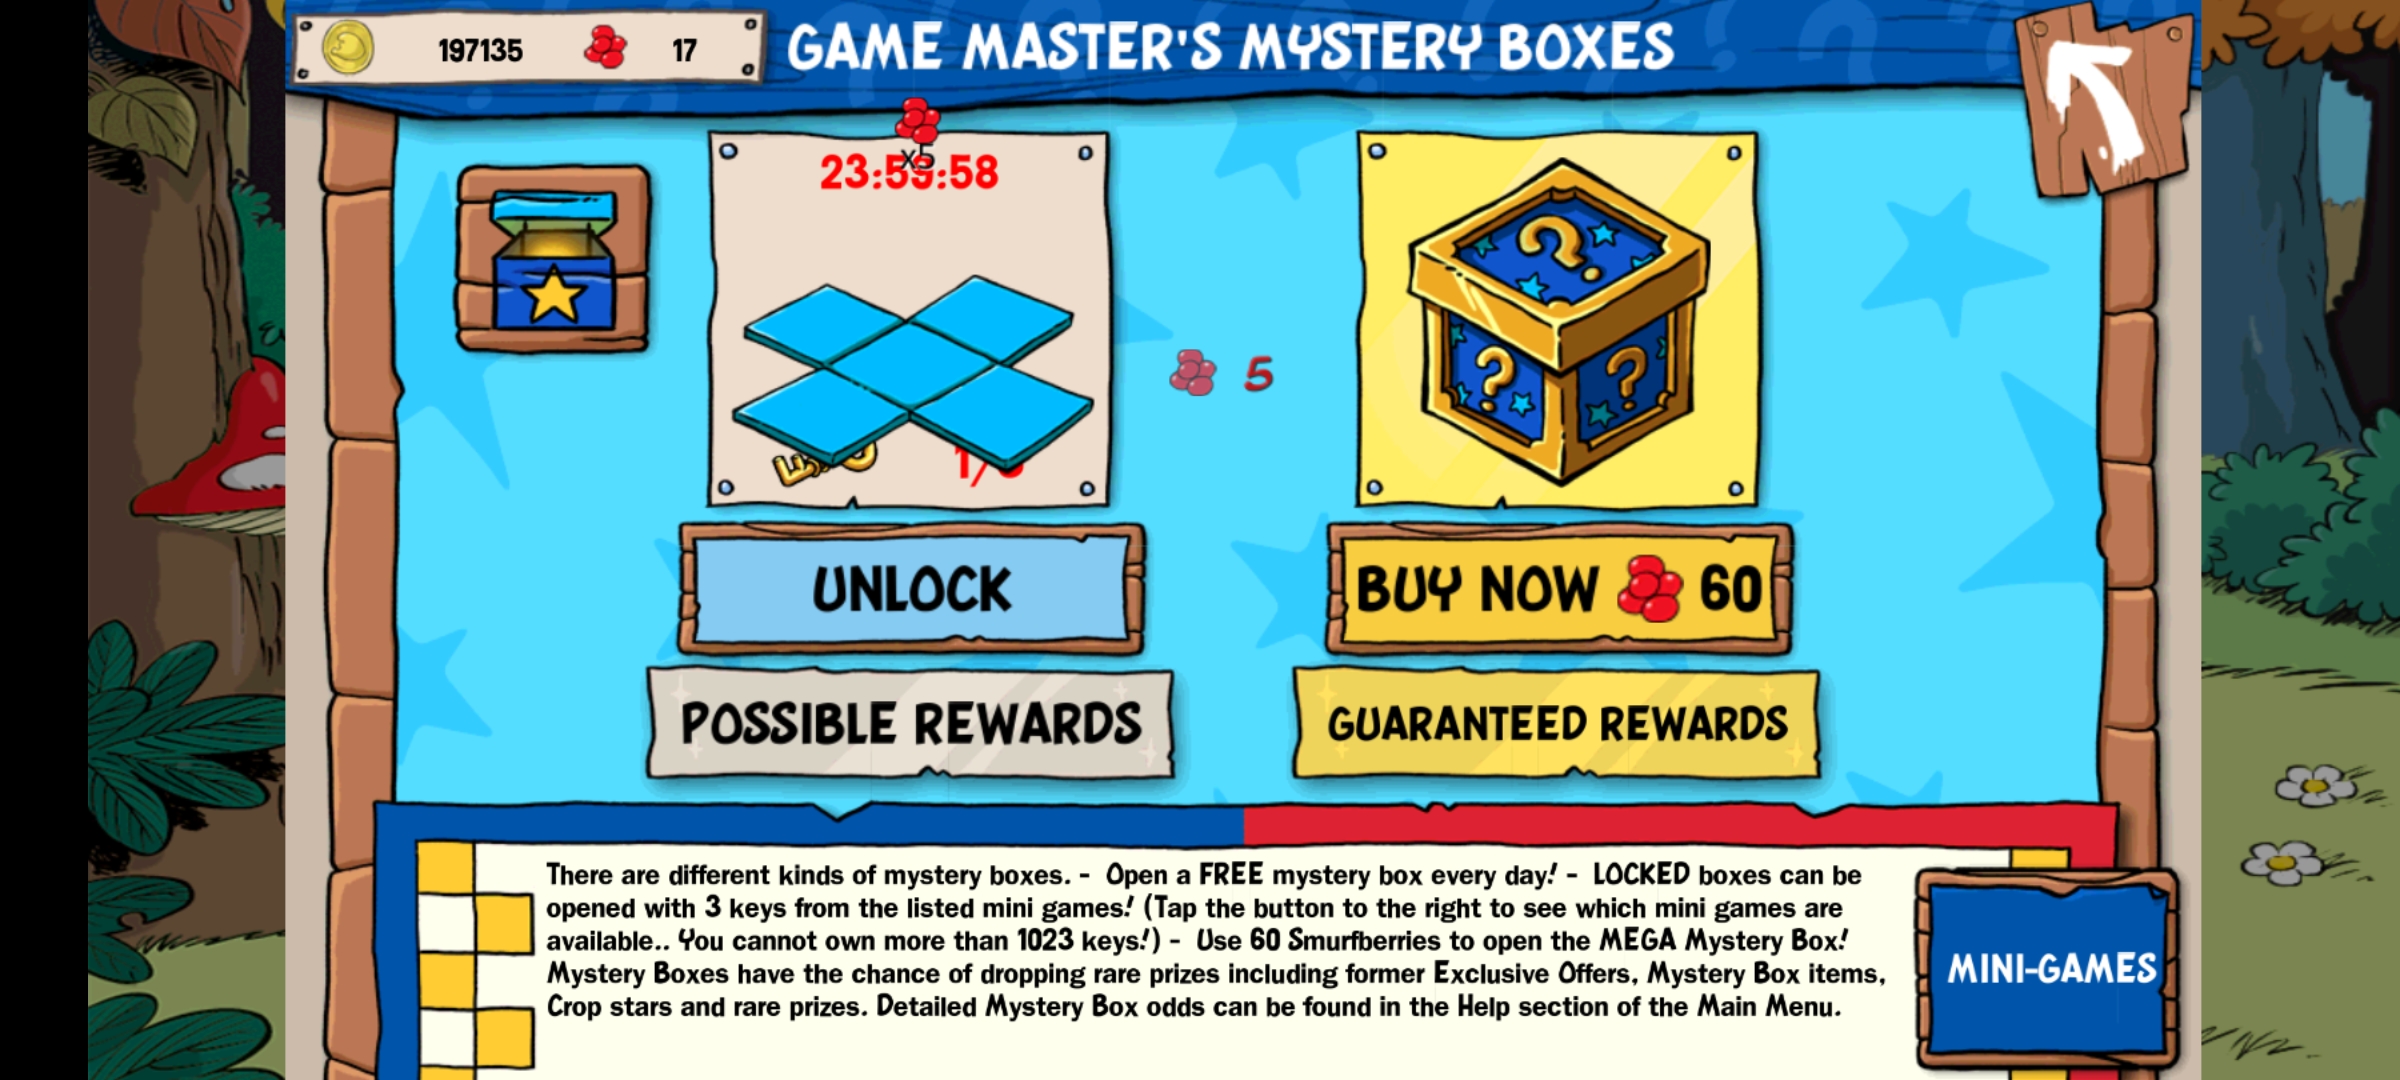 197135
17
GAME MASTER'S MYSTERY BOXES
x5
23:59:58
5
UNLOCK
BUY NOW 60
POSSIBLE REWARDS
GUARANTEED REWARDS
There are different kinds of mystery boxes. - Open a FREE mystery box every day! - LOCKED boxes can be
opened with 3 keys from the listed mini games! (Tap the button to the right to see which mini games are
available.. You cannot own more than 1023 keys!) - Use 60 Smurfberries to open the MEGA Mystery Box!
Mystery Boxes have the chance of dropping rare prizes including former Exclusive Offers, Mystery Box items,
Crop stars and rare prizes. Detailed Mystery Box odds can be found in the Help section of the Main Menu.
MINI-GAMES